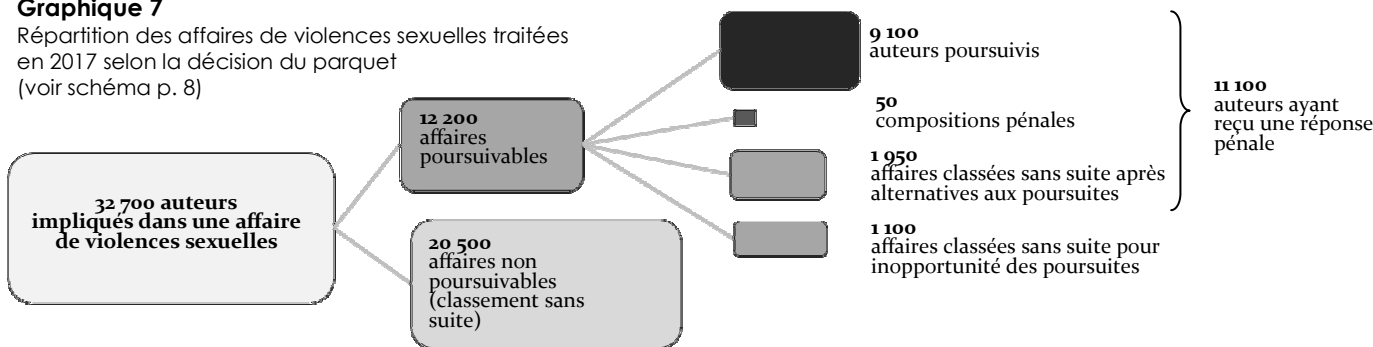 Graphique 7
Répartition des affaires de violences sexuelles traitées
en 2017 selon la décision du parquet
(voir schéma p. 8)
32 700 auteurs
impliqués dans une affaire
de violences sexuelles
12 200
affaires
poursuivables
20 500
affaires non
poursuivables
(classement sans
suite)
9 100
auteurs poursuivis
50
compositions pénales
1 950
affaires classées sans suite après
alternatives aux poursuites
1 100
affaires classées sans suite pour
inopportunité des poursuites
11 100
auteurs ayant
reçu une réponse
pénale